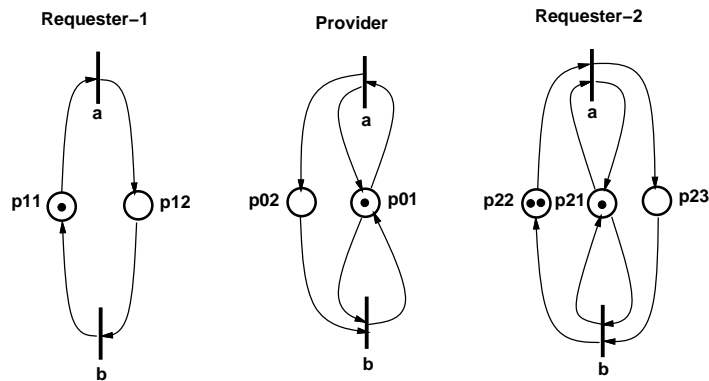 Requester-1
Provider
Requester-2
a
a
a
p11
p12
p02
p01
p22
p21
p23
b
b
b